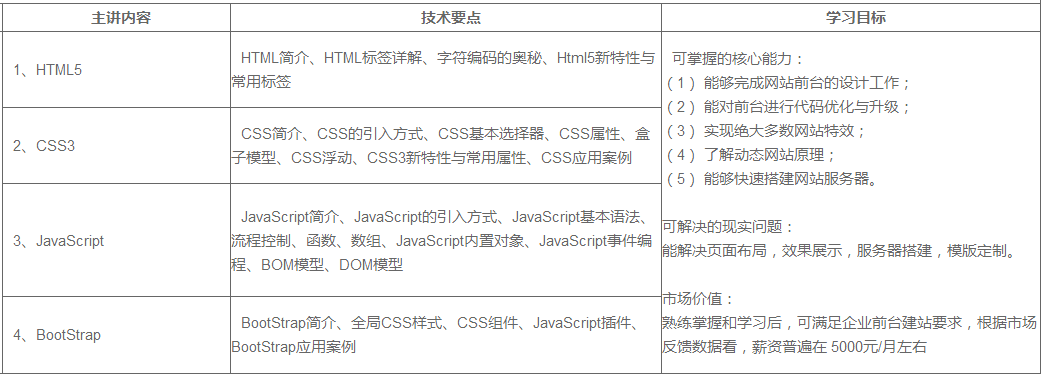 主讲内容
技术要点
学习目标
1、HTML5
HTML简介、HTML标签详解、字符编码的奥秘、Html5新特性与
常用标签
2、CSS3
CSS简介、CSS的引入方式、CSS基本选择器、CSS属性、盒
子模型、CSS浮动、CSS3新特性与常用属性、CSS应用案例
3、JavaScript
JavaScript简介、JavaScript的引入方式、JavaScript基本语法、
流程控制、函数、数组、JavaScript内置对象、JavaScript事件编
程、BOM模型、DOM模型
4、BootStrap
BootStrap简介、全局CSS样式、CSS组件、JavaScript插件、
BootStrap应用案例
可掌握的核心能力：
（1） 能够完成网站前台的设计工作；
（2） 能对前台进行代码优化与升级；
（3） 实现绝大多数网站特效；
（4） 了解动态网站原理；
（5） 能够快速搭建网站服务器。
可解决的现实问题：
能解决页面布局，效果展示，服务器搭建，模版定制。
市场价值：
熟练掌握和学习后，可满足企业前台建站要求，根据市场
反馈数据看，薪资普遍在 5000元/月左右